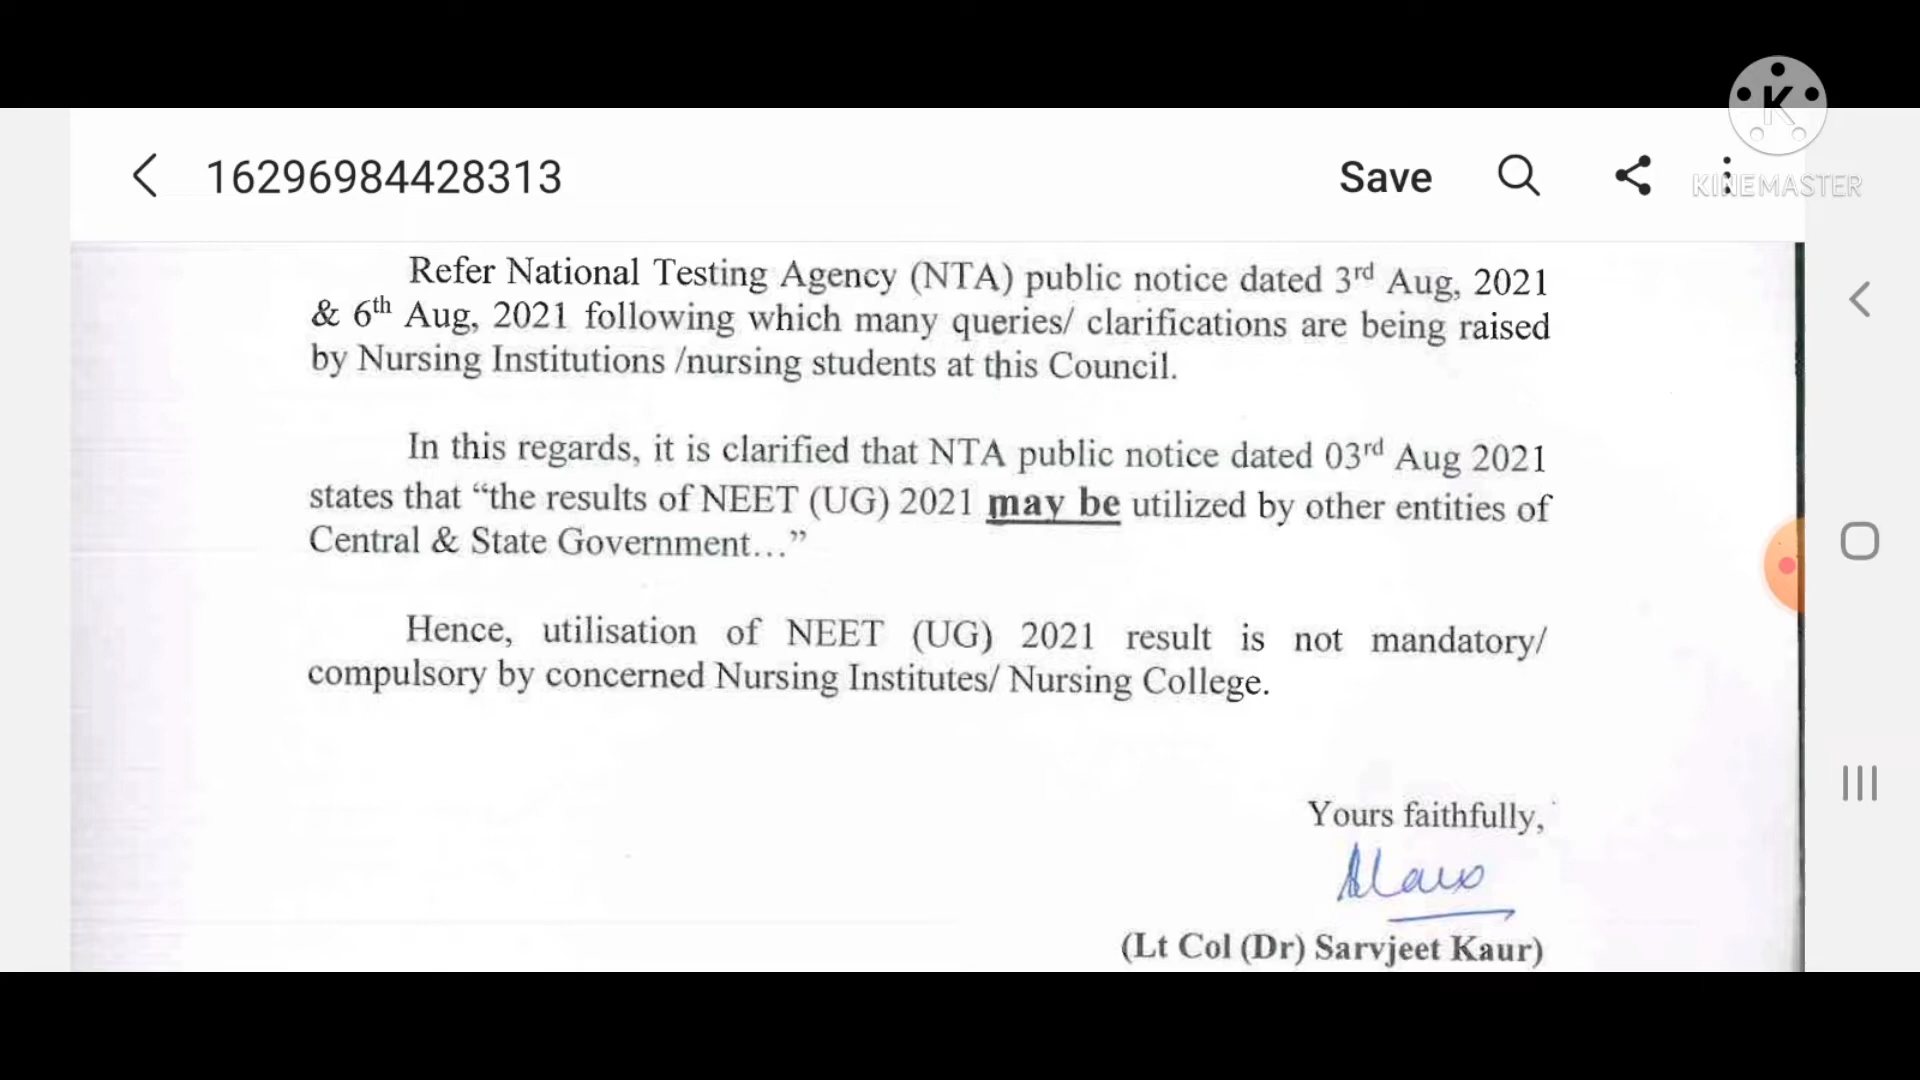 16296984428313
Save
KINEMASTER
Refer National Testing Agency (NTA) public notice dated 3rd Aug, 2021
& 6th Aug, 2021 following which many queries/ clarifications are being raised
by Nursing Institutions /nursing students at this Council.
In this regards, it is clarified that NTA public notice dated 03rd Aug 2021
states that “the results of NEET (UG) 2021 may be utilized by other entities of
Central & State Government…”
Hence, utilisation of NEET (UG) 2021 result is not mandatory/
compulsory by concerned Nursing Institutes/ Nursing College.
Yours faithfully,
(Lt Col (Dr) Sarvjeet Kaur)